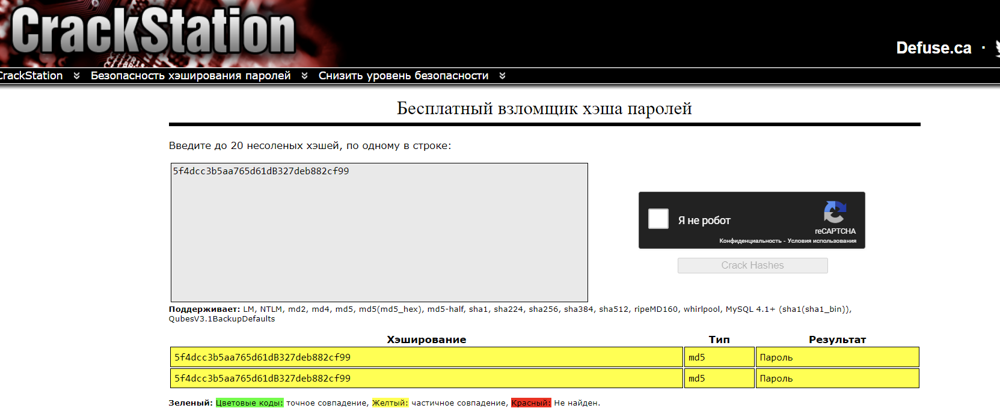 CrackStation
Defuse.ca ·
CrackStation Безопасность хэширования паролей Снизить уровень безопасности
Бесплатный взломщик хэша паролей
Введите до 20 несоленых хэшей, по одному в строке:
5f4dcc3b5aa765d61dB327deb882cf99
Я не робот
reCAPTCHA
Конфиденциальность - Условия использования
Crack Hashes
Поддерживает: LM, NTLM, md2, md4, md5, md5(md5_hex), md5-half, sha1, sha224, sha256, sha384, sha512, ripeMD160, whirlpool, MySQL 4.1+ (sha1(sha1_bin)),
QubesV3.1BackupDefaults
Хэширование Тип Результат
5f4dcc3b5aa765d61dB327deb882cf99 md5 Пароль
5f4dcc3b5aa765d61dB327deb882cf99 md5 Пароль
Зеленый: Цветовые коды: точное совпадение, Желтый: частичное совпадение, Красный: Не найден.